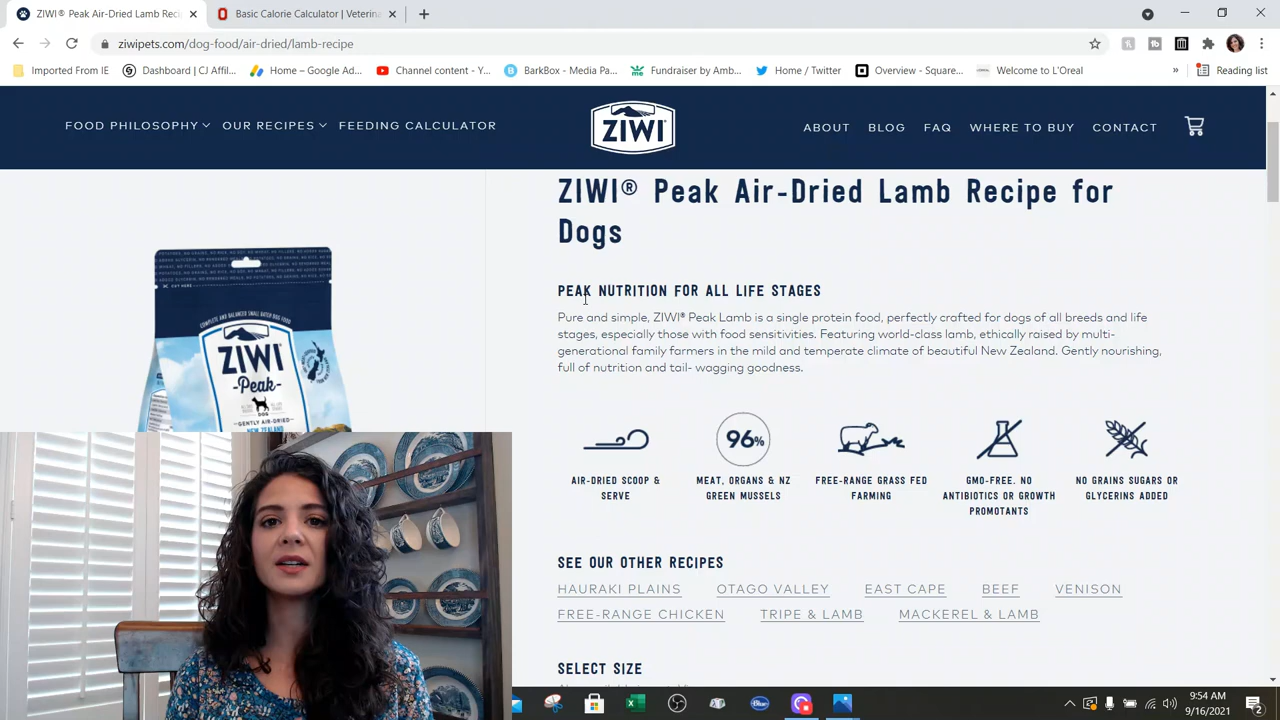 ZIWI® Peak Air-Dried Lamb Reci
Basic Calorie Calculator | Veterina
ziwipets.com/dog-food/air-dried/lamb-recipe
Imported From IE
Dashboard | CJ Affil...
Home – Google Ad...
Channel content - Y...
BarkBox - Media Pa...
Fundraiser by Amb...
Home / Twitter
Overview - Square...
Welcome to L'Oreal
»
Reading list
FOOD PHILOSOPHY
OUR RECIPES
FEEDING CALCULATOR
ZIWI
ABOUT
BLOG
FAQ
WHERE TO BUY
CONTACT
ZIWI® Peak Air-Dried Lamb Recipe for
Dogs
PEAK NUTRITION FOR ALL LIFE STAGES
Pure and simple, ZIWI® Peak Lamb is a single protein food, perfectly crafted for dogs of all breeds and life
stages, especially those with food sensitivities. Featuring world-class lamb, ethically raised by multi-
generational family farmers in the mild and temperate climate of beautiful New Zealand. Gently nourishing,
full of nutrition and tail- wagging goodness.
ZIWI
Peak
DOG
GENTLY AIR-DRIED
NEW ZEALAND
96%
AIR-DRIED SCOOP &
SERVE
MEAT, ORGANS & NZ
GREEN MUSSELS
FREE-RANGE GRASS FED
FARMING
GMO-FREE. NO
ANTIBIOTICS OR GROWTH
PROMOTANTS
NO GRAINS SUGARS OR
GLYCERINS ADDED
SEE OUR OTHER RECIPES
HAURAKI PLAINS
OTAGO VALLEY
EAST CAPE
BEEF
VENISON
FREE-RANGE CHICKEN
TRIPE & LAMB
MACKEREL & LAMB
SELECT SIZE
9:54 AM
9/16/2021